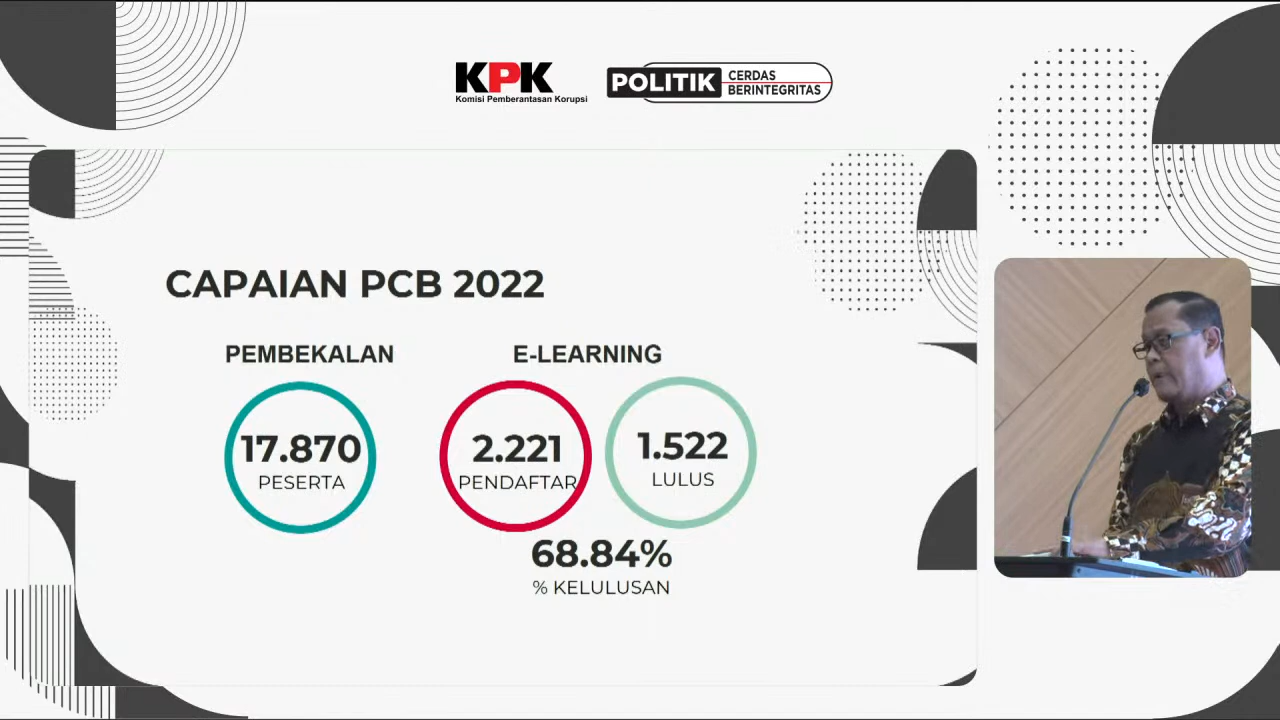 KPK
Komisi Pemberantasan Korupsi
POLITIK
CERDAS
BERINTEGRITAS
CAPAIAN PCB 2022
PEMBEKALAN
E-LEARNING
17.870
PESERTA
2.221
PENDAFTAR
1.522
LULUS
68.84%
% KELULUSAN